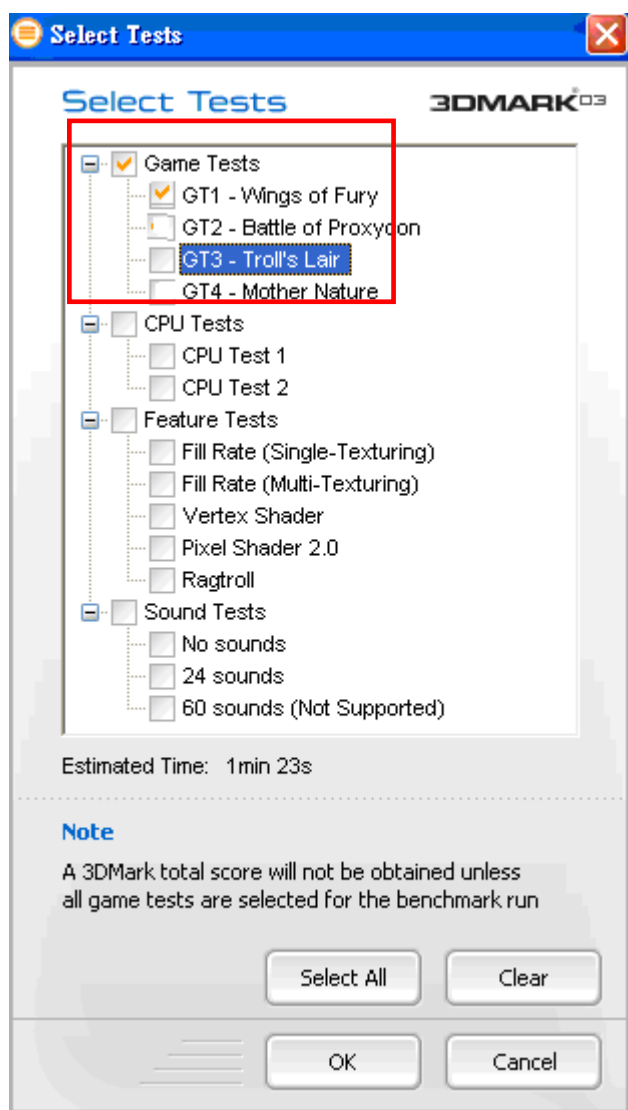 Select Tests
Select Tests
3DMARK®03
Game Tests
GT1 - Wings of Fury
GT2 - Battle of Proxycon
GT3 - Troll's Lair
GT4 - Mother Nature
CPU Tests
CPU Test 1
CPU Test 2
Feature Tests
Fill Rate (Single-Texturing)
Fill Rate (Multi-Texturing)
Vertex Shader
Pixel Shader 2.0
Ragtroll
Sound Tests
No sounds
24 sounds
60 sounds (Not Supported)
Estimated Time: 1min 23s
Note
A 3DMark total score will not be obtained unless
all game tests are selected for the benchmark run
Select All
Clear
OK
Cancel